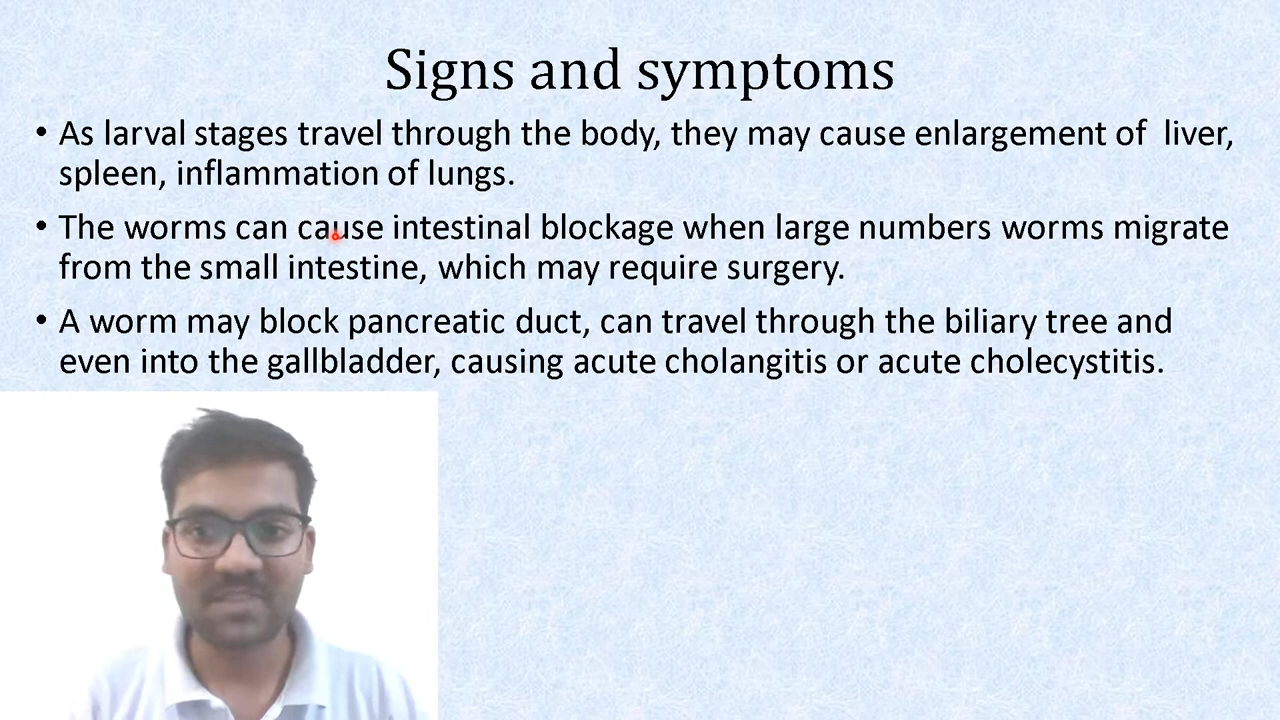 Signs and symptoms
• As larval stages travel through the body, they may cause enlargement of  liver,
spleen, inflammation of lungs.
• The worms can cause intestinal blockage when large numbers worms migrate
from the small intestine, which may require surgery.
• A worm may block pancreatic duct, can travel through the biliary tree and
even into the gallbladder, causing acute cholangitis or acute cholecystitis.